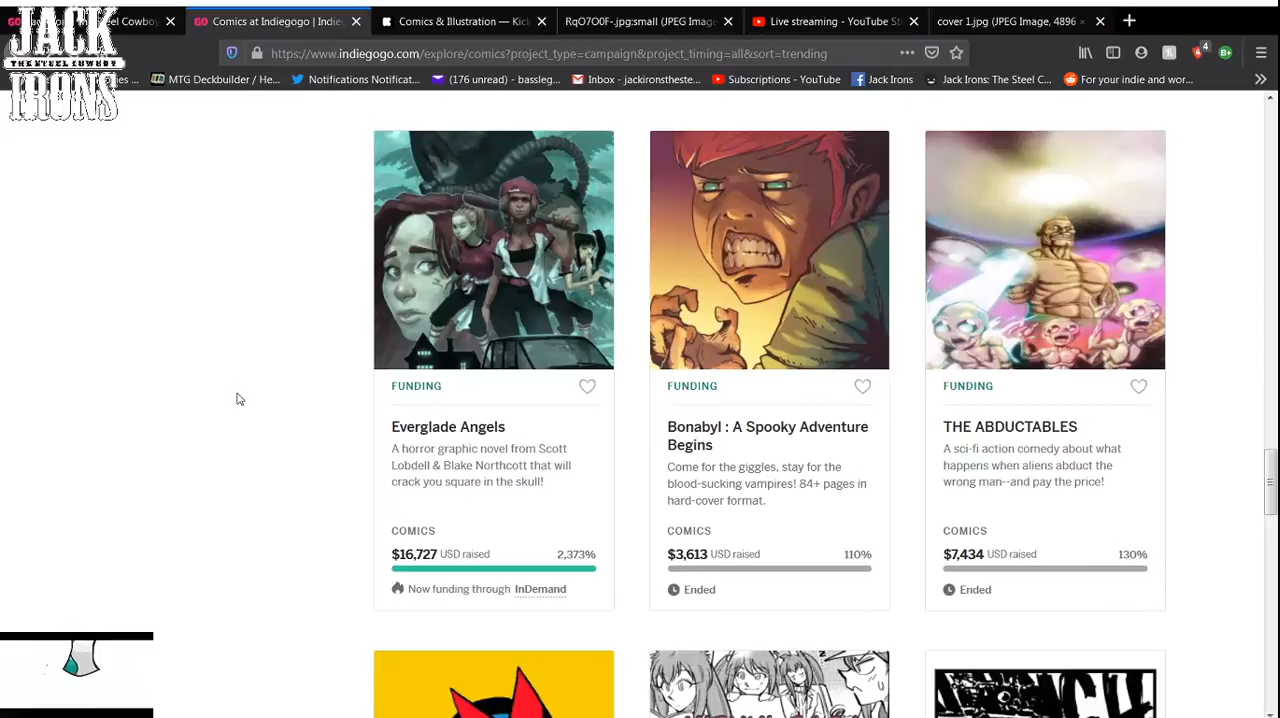 Steel Cowboy
Comics at Indiegogo | Indieg
Comics & Illustration — Kick
RqO7O0F-.jpg:small (JPEG Imag
Live streaming - YouTube St
cover 1.jpg (JPEG Image, 4896 ×
https://www.indiegogo.com/explore/comics?project_type=campaign&project_timing=all&sort=trending
4
MTG Deckbuilder / He...
Notifications Notificat...
(176 unread) - bassleg...
Inbox - jackironstheste...
Subscriptions - YouTube
Jack Irons
Jack Irons: The Steel C...
For your indie and wor...
JACK
THE STEEL COWBOY
IRONS
FUNDING
Everglade Angels
A horror graphic novel from Scott
Lobdell & Blake Northcott that will
crack you square in the skull!
COMICS
$16,727 USD raised 2,373%
Now funding through InDemand
FUNDING
Bonabyl : A Spooky Adventure
Begins
Come for the giggles, stay for the
blood-sucking vampires! 84+ pages in
hard-cover format.
COMICS
$3,613 USD raised 110%
Ended
FUNDING
THE ABDUCTABLES
A sci-fi action comedy about what
happens when aliens abduct the
wrong man--and pay the price!
COMICS
$7,434 USD raised 130%
Ended